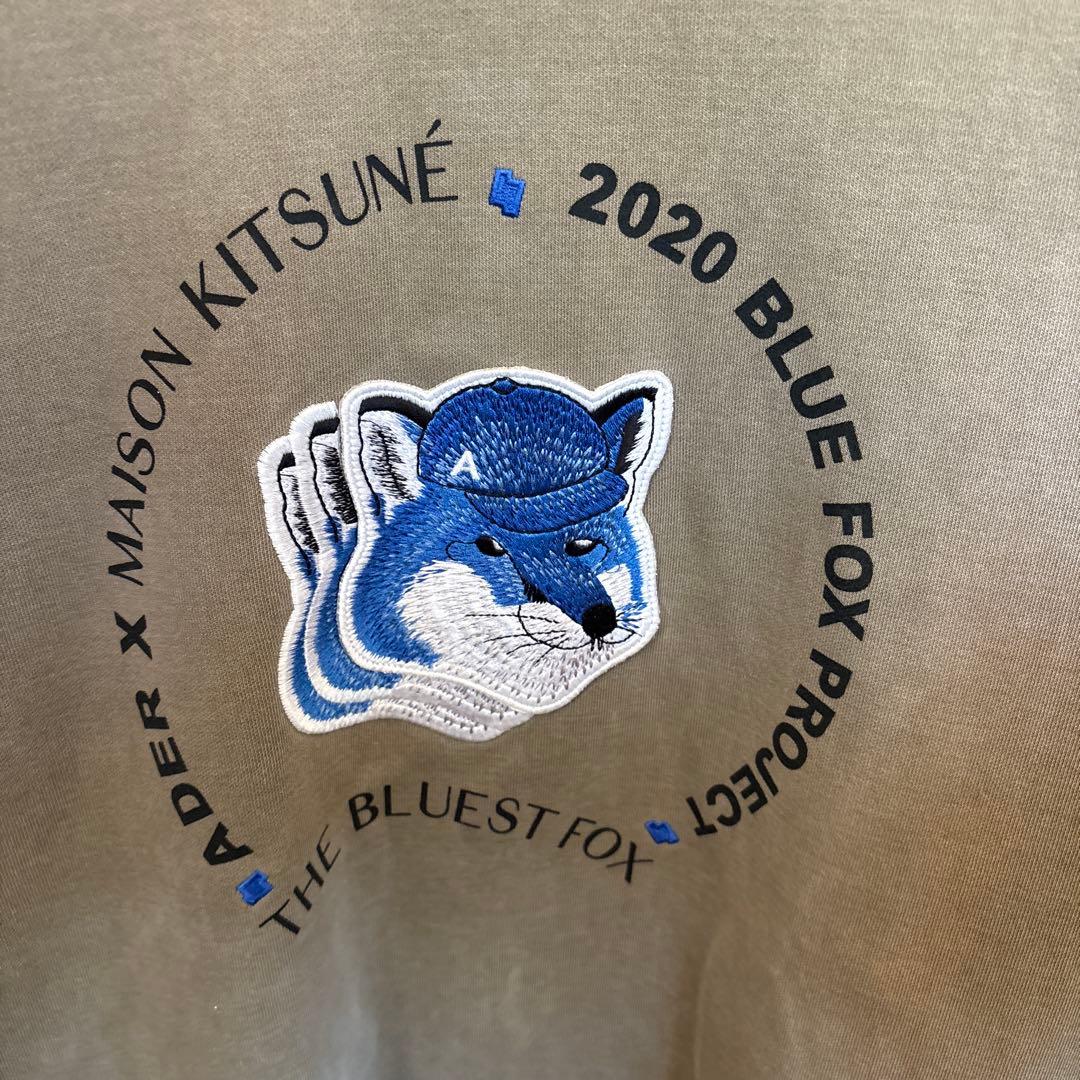 ADER X MAISON KITSUNÉ
2020 BLUE FOX PROJECT
THE BLUEST FOX
A